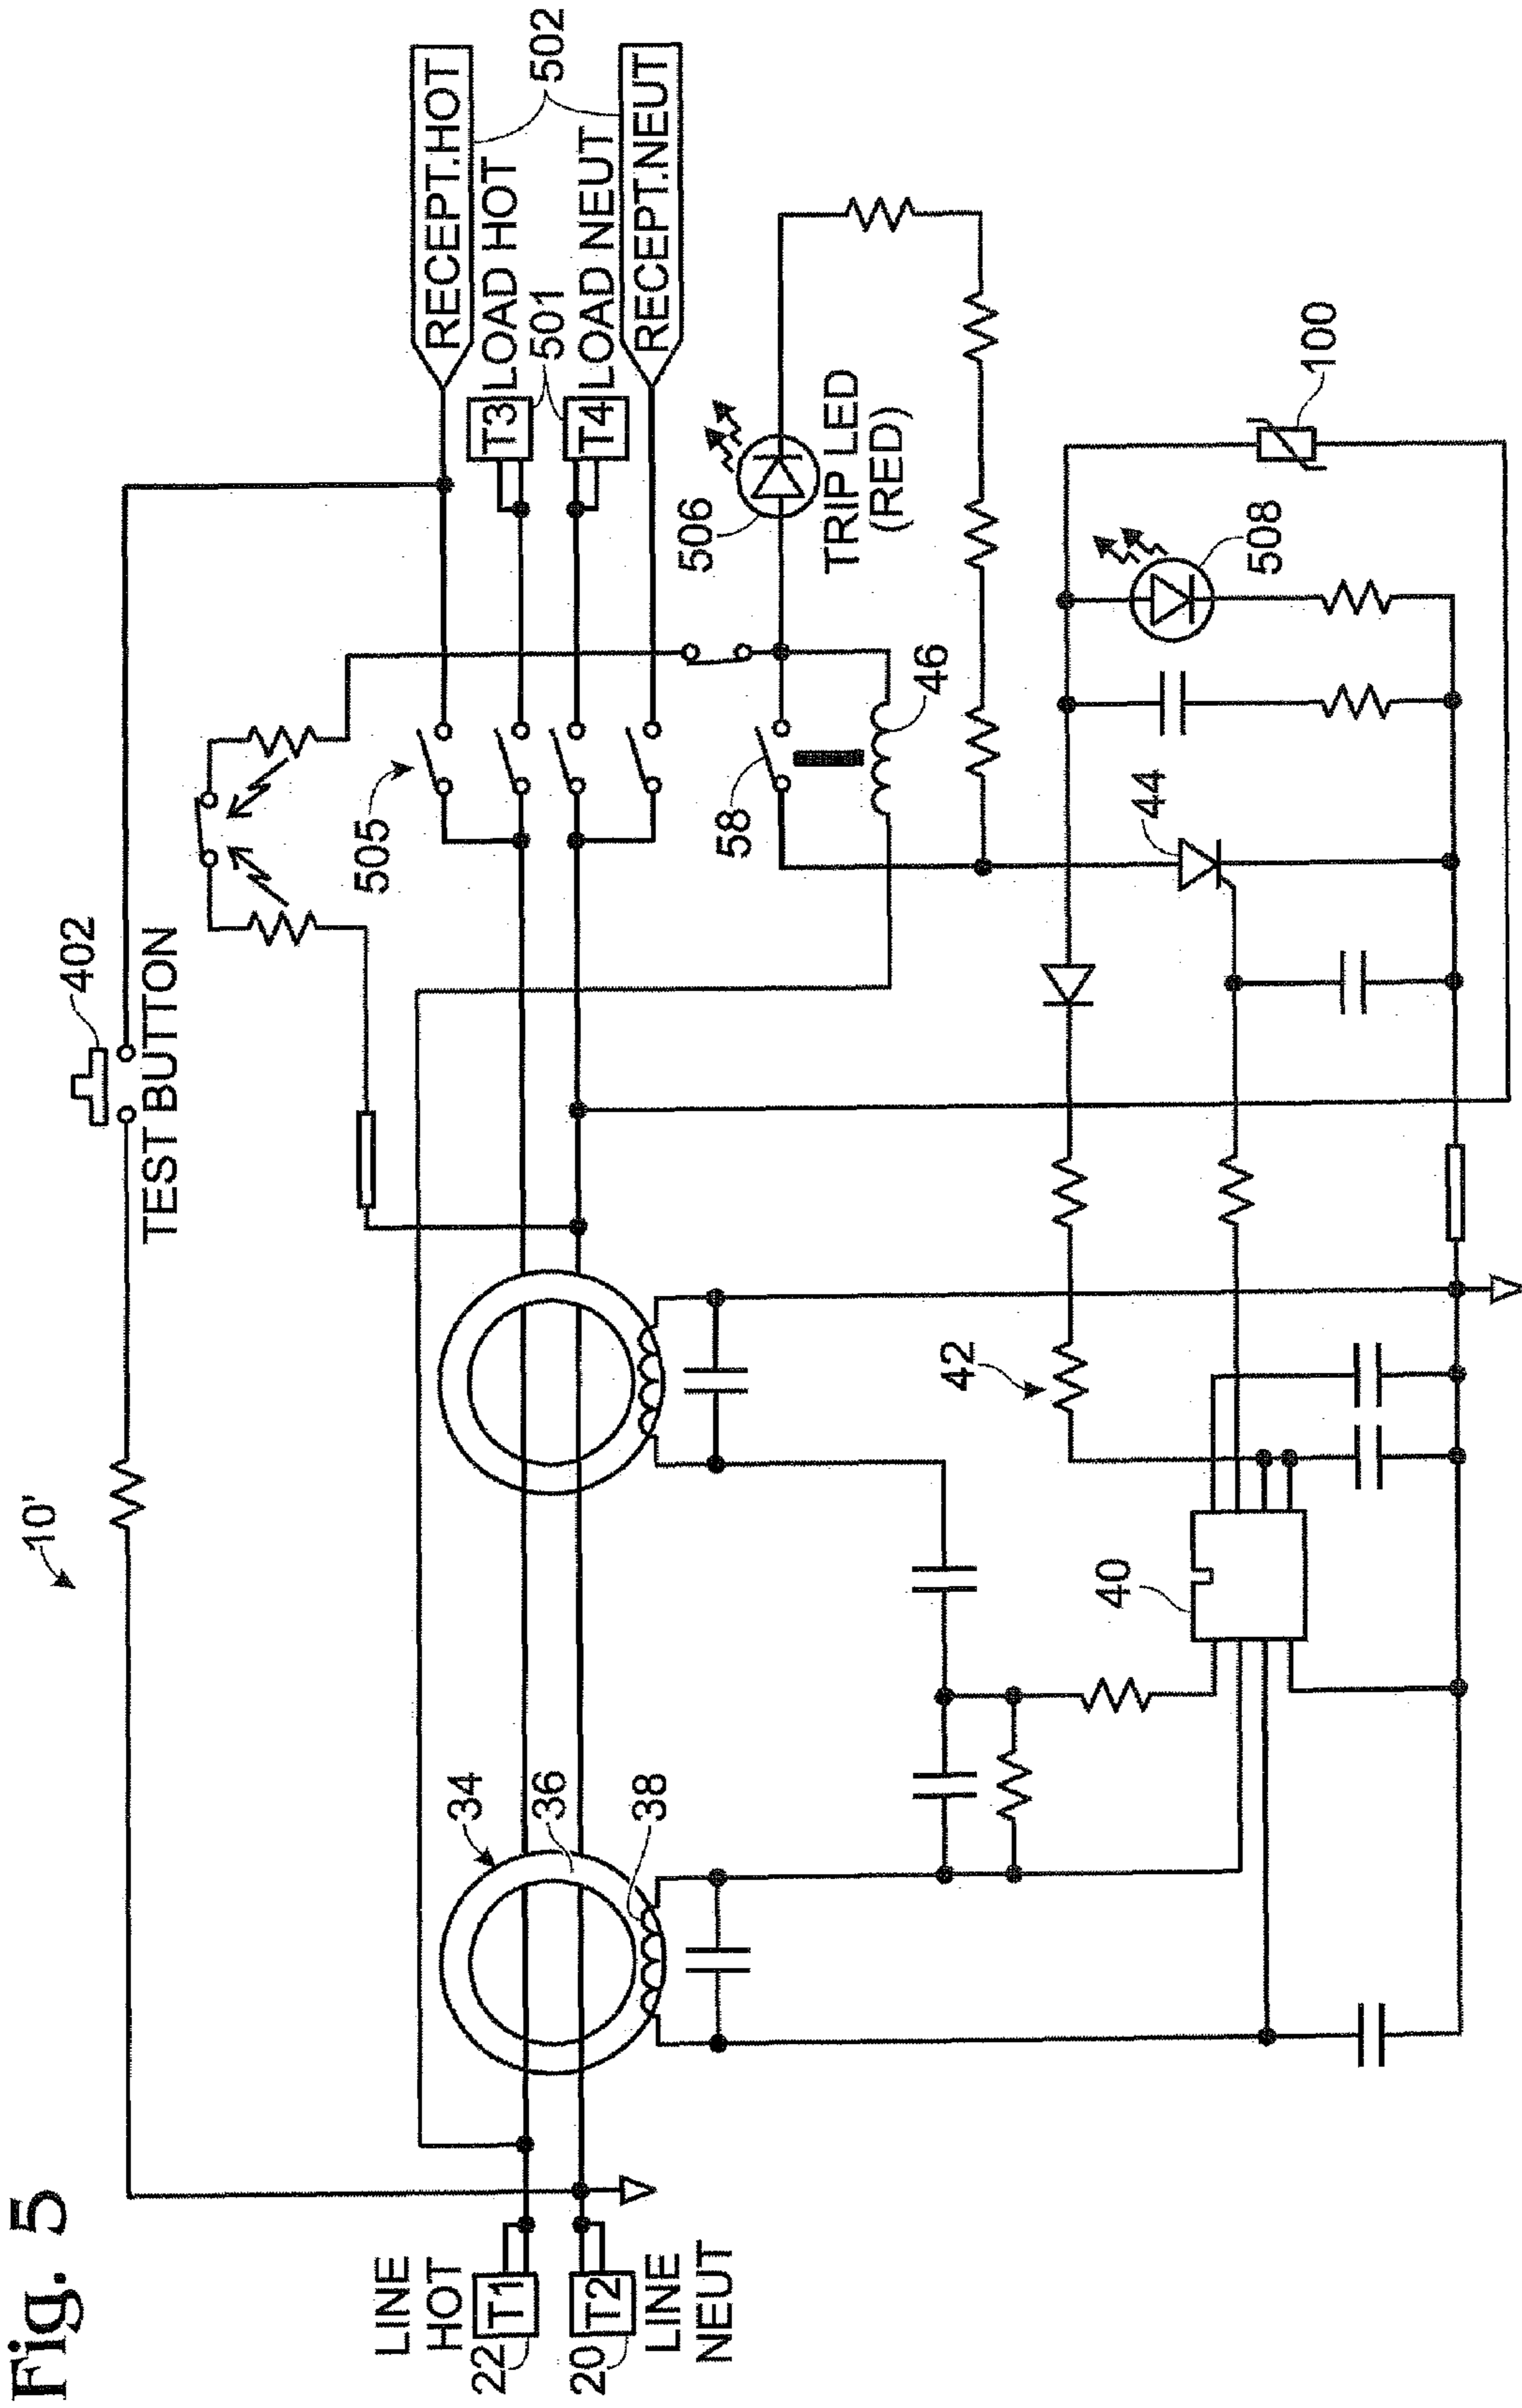 Fig. 5
10'
402
TEST BUTTON
RECEPT.HOT
502
LINE
HOT
T1
22
34
36
38
505
T3
LOAD HOT
501
T4
LOAD NEUT
RECEPT.NEUT
T2
20
LINE
NEUT
58
46
506
TRIP LED
(RED)
42
40
44
508
100